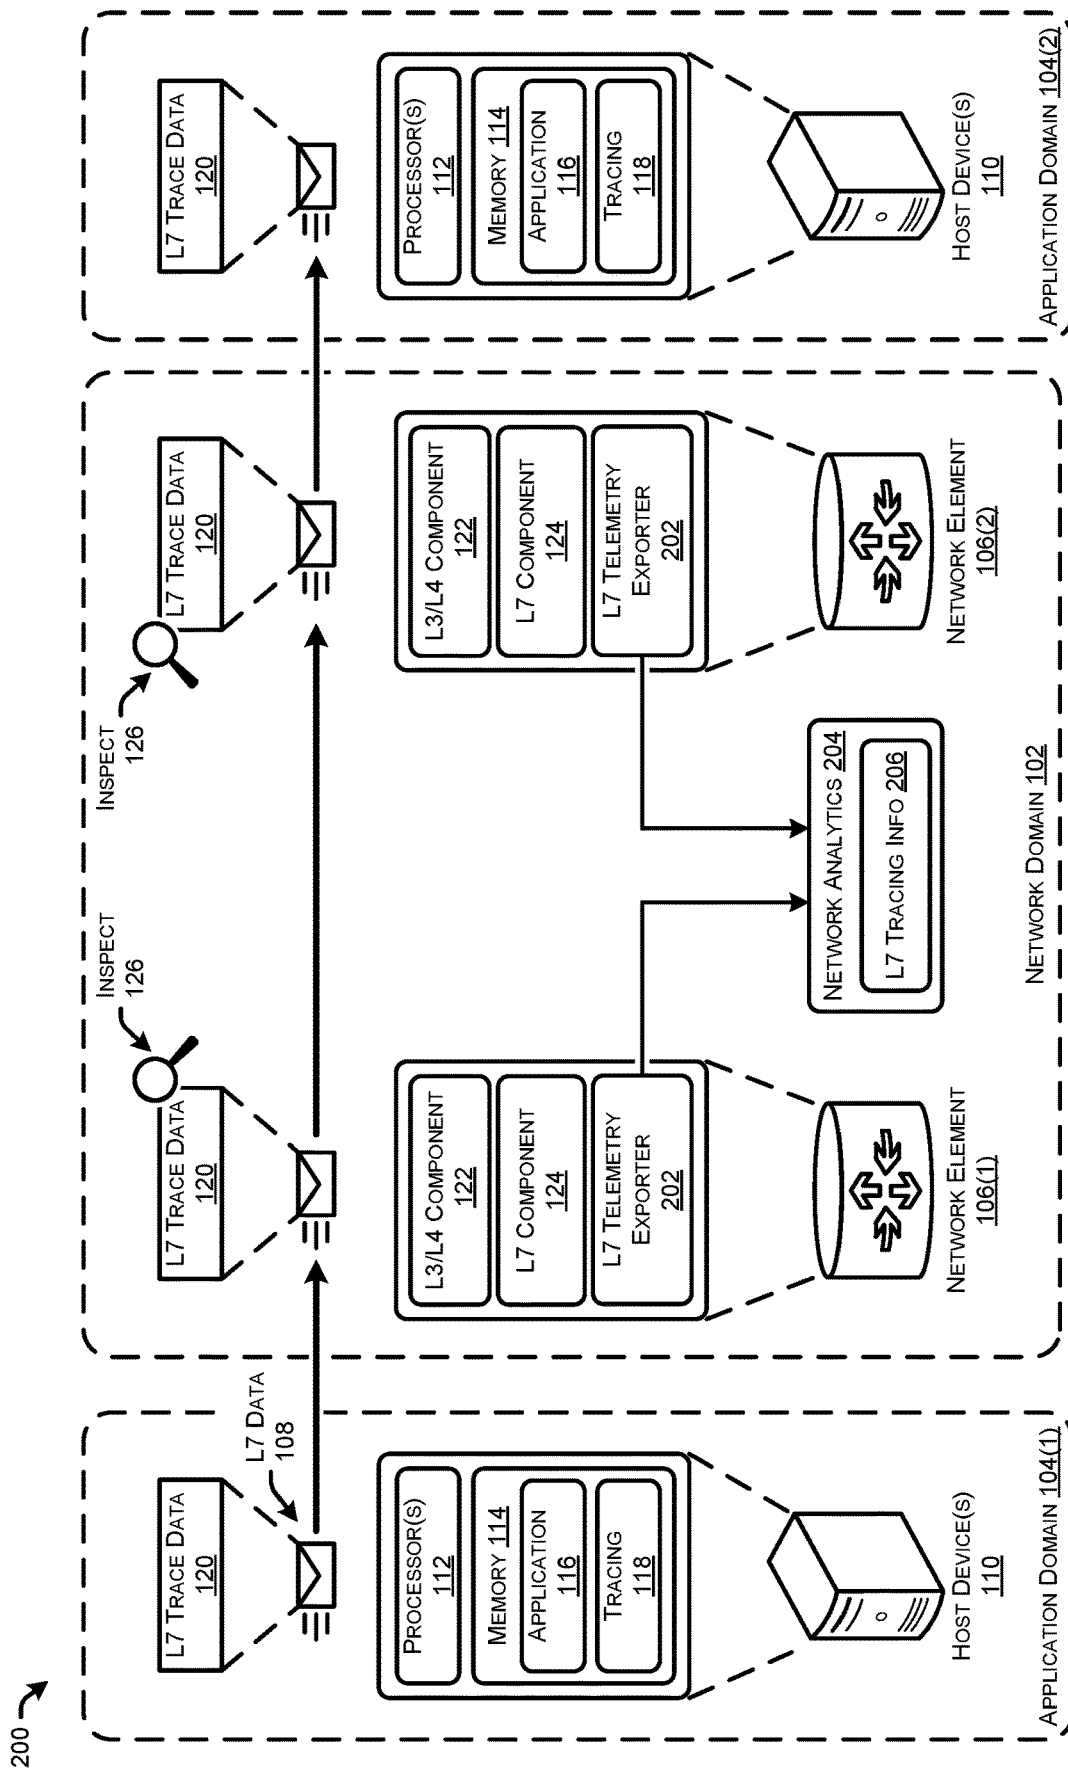 200
L7 TRACE DATA
120
L7 DATA
108
PROCESSOR(S)
112
MEMORY 114
APPLICATION
116
TRACING
118
HOST DEVICE(S)
110
APPLICATION DOMAIN 104(1)
INSPECT
126
L7 TRACE DATA
120
L3/L4 COMPONENT
122
L7 COMPONENT
124
L7 TELEMETRY
EXPORTER
202
NETWORK ELEMENT
106(1)
NETWORK ANALYTICS 204
L7 TRACING INFO 206
INSPECT
126
L7 TRACE DATA
120
L3/L4 COMPONENT
122
L7 COMPONENT
124
L7 TELEMETRY
EXPORTER
202
NETWORK ELEMENT
106(2)
NETWORK DOMAIN 102
L7 TRACE DATA
120
PROCESSOR(S)
112
MEMORY 114
APPLICATION
116
TRACING
118
HOST DEVICE(S)
110
APPLICATION DOMAIN 104(2)